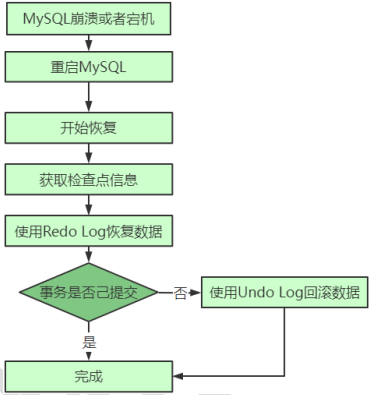 MySQL崩溃或者宕机
重启MySQL
开始恢复
获取检查点信息
使用Redo Log恢复数据
事务是否己提交
否
使用Undo Log回滚数据
是
完成